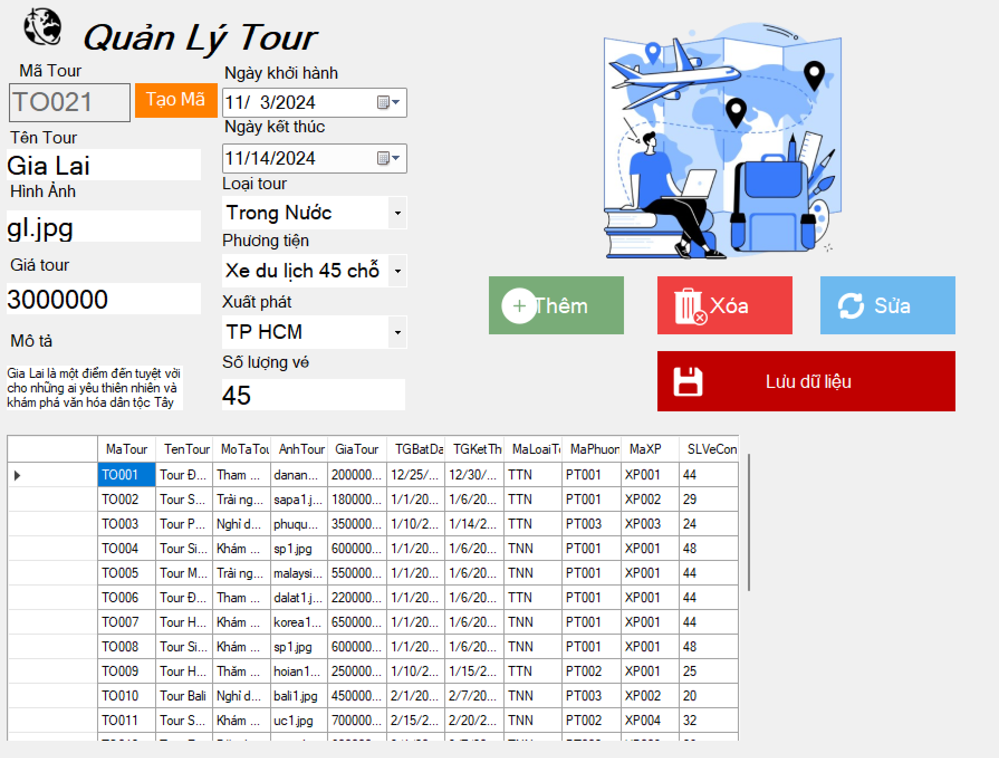 Quản Lý Tour
Mã Tour
TO021
Tạo Mã
Tên Tour
Gia Lai
Hình Ảnh
gl.jpg
Giá tour
3000000
Mô tả
Gia Lai là một điểm đến tuyệt vời
cho những ai yêu thiên nhiên và
khám phá văn hóa dân tộc Tây
Ngày khởi hành
11/ 3/2024
Ngày kết thúc
11/14/2024
Loại tour
Trong Nước
Phương tiện
Xe du lịch 45 chỗ
Xuất phát
TP HCM
Số lượng vé
45
Thêm
Xóa
Sửa
Lưu dữ liệu
MaTour TenTour MoTaTou AnhTour GiaTour TGBatDa TGKetTh MaLoaiT MaPhuon MaXP SLVeCon
TO001 Tour Đ... Tham ... danan... 200000... 12/25/... 12/30/... TTN PT001 XP001 44
TO002 Tour S... Trải ng... sapa1.j... 180000... 1/1/20... 1/6/20... TTN PT001 XP002 29
TO003 Tour P... Nghỉ d... phuqu... 350000... 1/10/2... 1/14/2... TTN PT003 XP003 24
TO004 Tour Si... Khám ... sp1.jpg 600000... 1/1/20... 1/6/20... TNN PT001 XP001 48
TO005 Tour M... Trải ng... malaysi... 550000... 1/1/20... 1/6/20... TNN PT001 XP001 44
TO006 Tour Đ... Tham ... dalat1.j... 220000... 1/1/20... 1/6/20... TTN PT001 XP001 44
TO007 Tour H... Khám ... korea1... 650000... 1/1/20... 1/6/20... TNN PT001 XP001 44
TO008 Tour Si... Khám ... sp1.jpg 600000... 1/1/20... 1/6/20... TNN PT001 XP001 48
TO009 Tour H... Thăm ... hoian1... 250000... 1/10/2... 1/15/2... TTN PT002 XP001 25
TO010 Tour Bali Nghỉ d... bali1.jpg 450000... 2/1/20... 2/7/20... TNN PT003 XP002 20
TO011 Tour S... Khám ... uc1.jpg 700000... 2/15/2... 2/20/2... TNN PT002 XP004 32